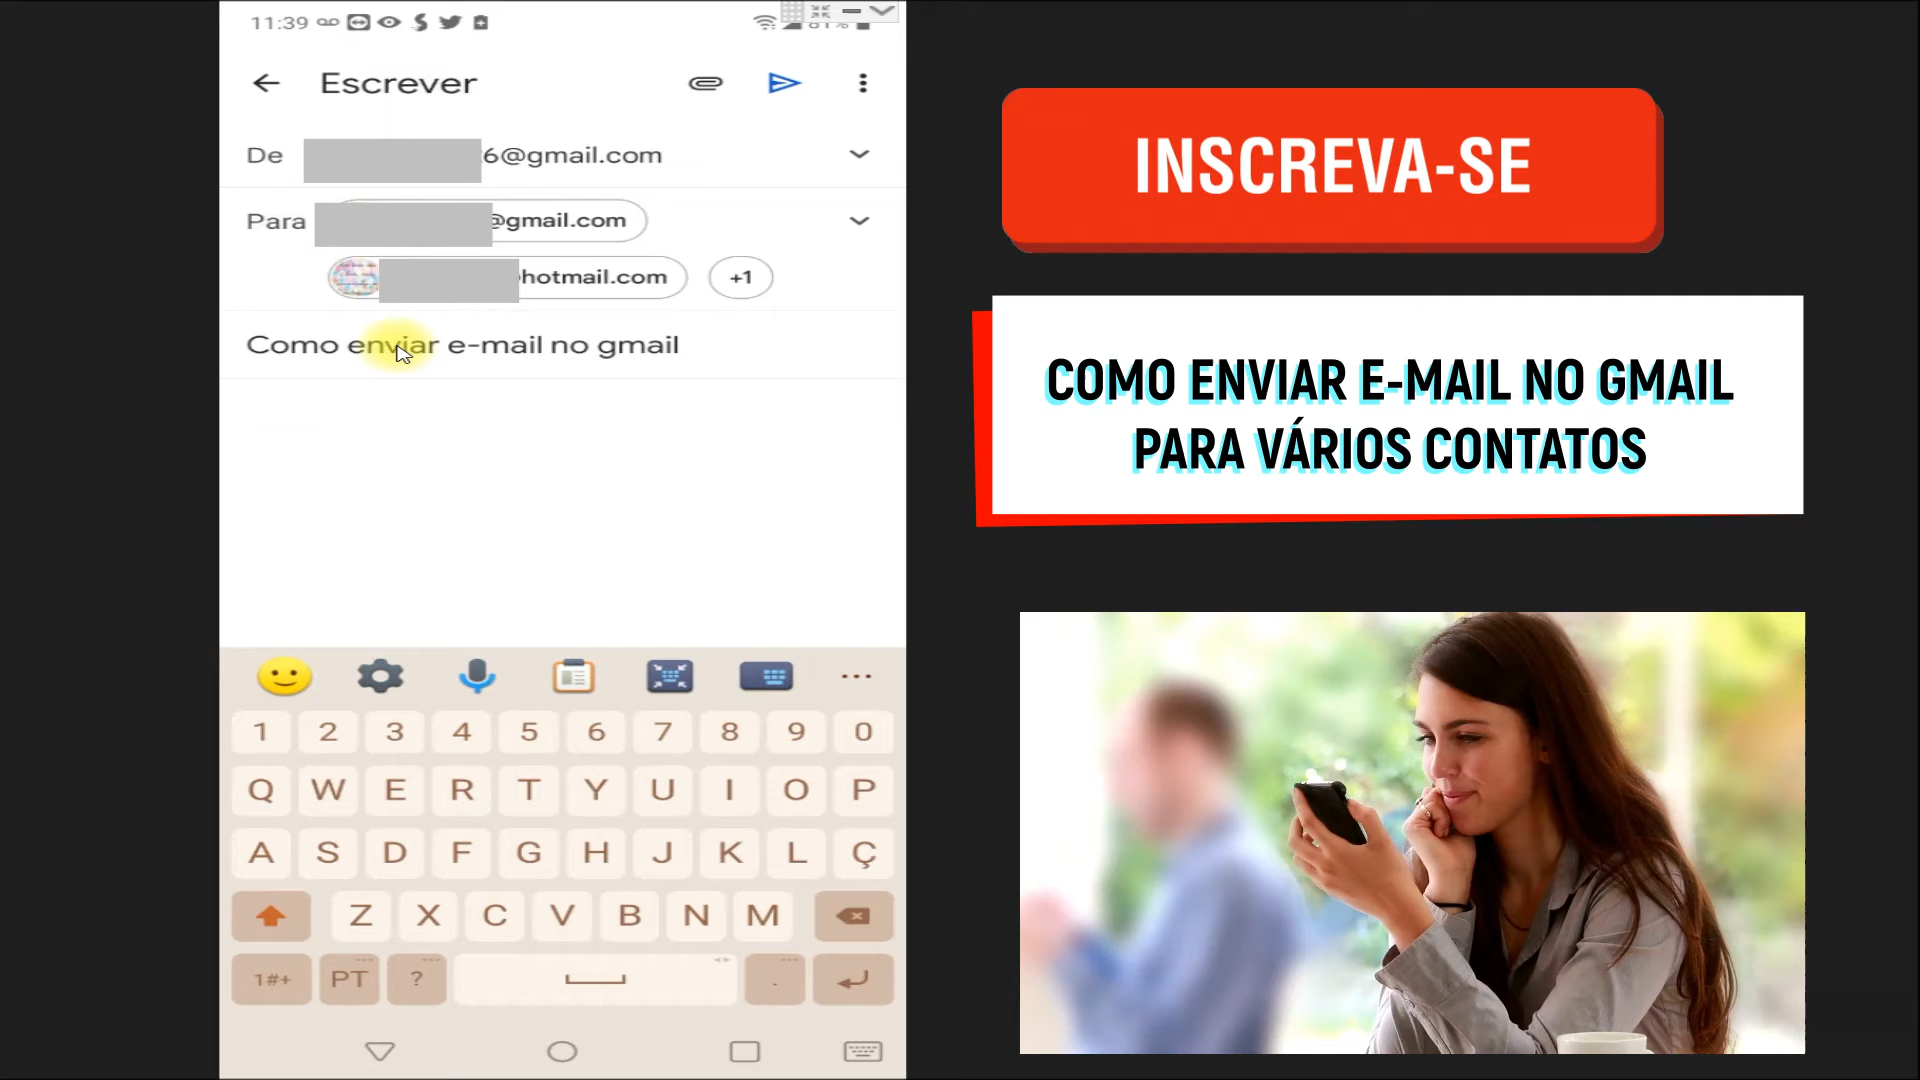 11:39
81%
Escrever
De 6@gmail.com
Para @gmail.com
hotmail.com +1
Como enviar e-mail no gmail
1 2 3 4 5 6 7 8 9 0
Q W E R T Y U I O P
A S D F G H J K L Ç
Z X C V B N M
1#+ PT ? .
INSCREVA-SE
COMO ENVIAR E-MAIL NO GMAIL
PARA VÁRIOS CONTATOS